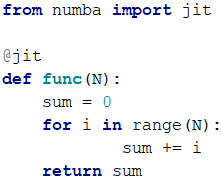 from numba import jit

@jit
def func(N):
    sum = 0
    for i in range(N):
            sum += i
    return sum